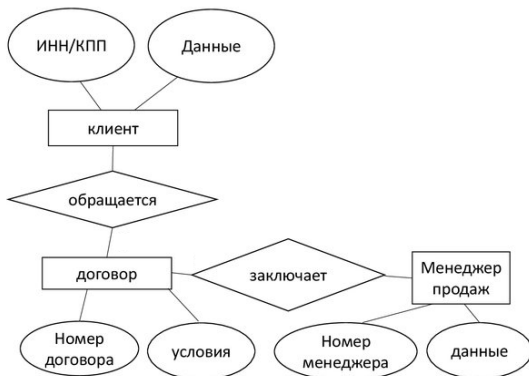 ИНН/КПП
Данные
клиент
обращается
договор
заключает
Менеджер
продаж
Номер
договора
условия
Номер
менеджера
данные